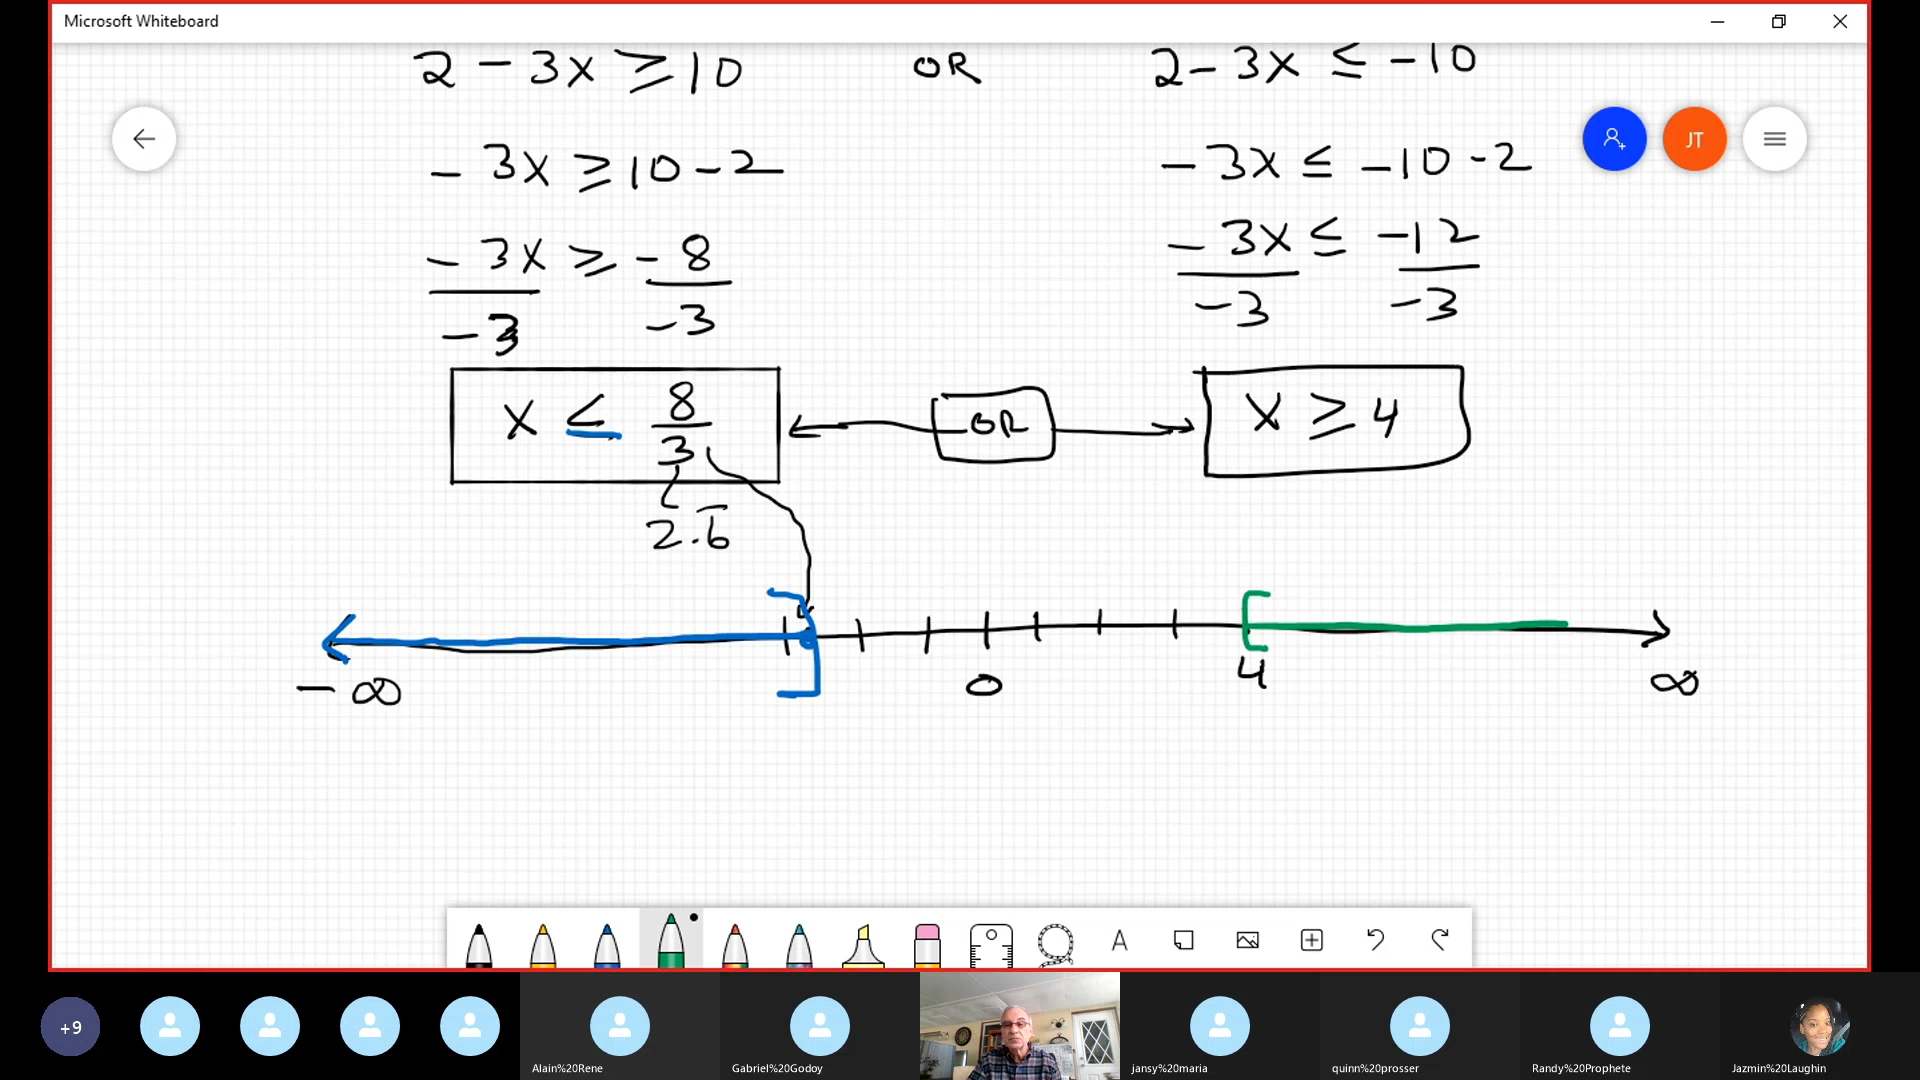 Microsoft Whiteboard
2 - 3x ≥ 10 OR 2 - 3x ≤ -10
JT
- 3x ≥ 10 - 2 - 3x ≤ -10 - 2
- 3x ≥ - 8 - 3x ≤ -12
-3 -3 -3 -3
x ≤ 8/3 OR x ≥ 4
2.6̅
- ∞ 0 4 ∞
A
+9
Alain%20Rene
Gabriel%20Godoy
jansy%20maria
quinn%20prosser
Randy%20Prophete
Jazmin%20Laughin